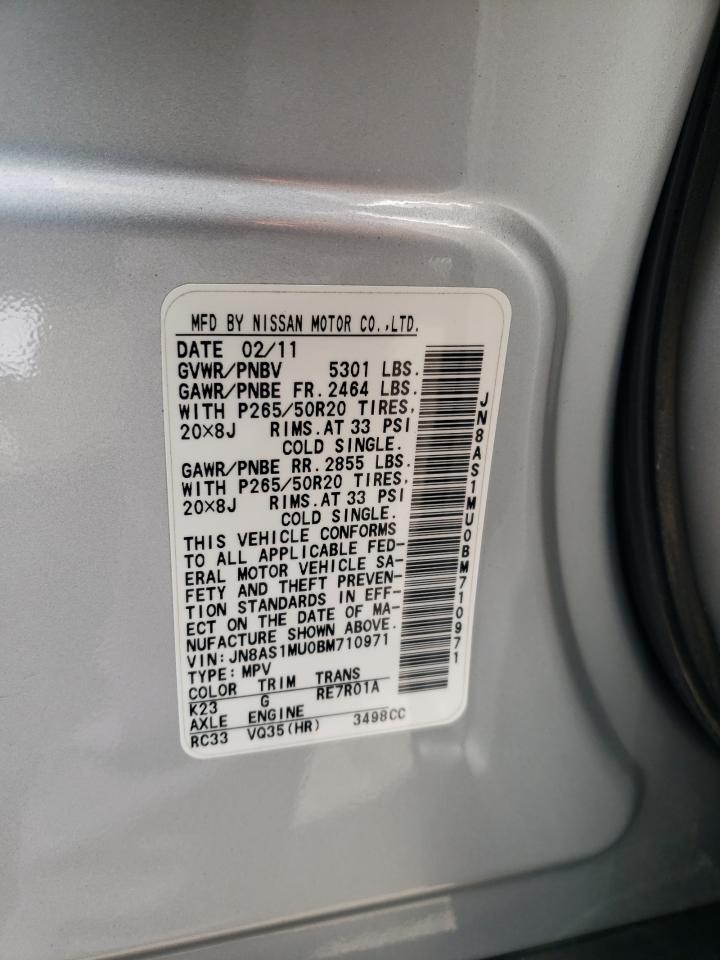 MFD BY NISSAN MOTOR CO.,LTD.
DATE 02/11
GVWR/PNBV 5301 LBS.
GAWR/PNBE FR. 2464 LBS.
WITH P265/50R20 TIRES,
20×8J RIMS. AT 33 PSI
COLD SINGLE.
GAWR/PNBE RR. 2855 LBS.
WITH P265/50R20 TIRES,
20×8J RIMS. AT 33 PSI
COLD SINGLE.
THIS VEHICLE CONFORMS
TO ALL APPLICABLE FED-
ERAL MOTOR VEHICLE SA-
FETY AND THEFT PREVEN-
TION STANDARDS IN EFF-
ECT ON THE DATE OF MA-
NUFACTURE SHOWN ABOVE.
VIN: JN8AS1MU0BM710971
TYPE: MPV
COLOR TRIM TRANS
K23 G RE7R01A
AXLE ENGINE
RC33 VQ35(HR) 3498CC
JN8AS1MU0BM710971